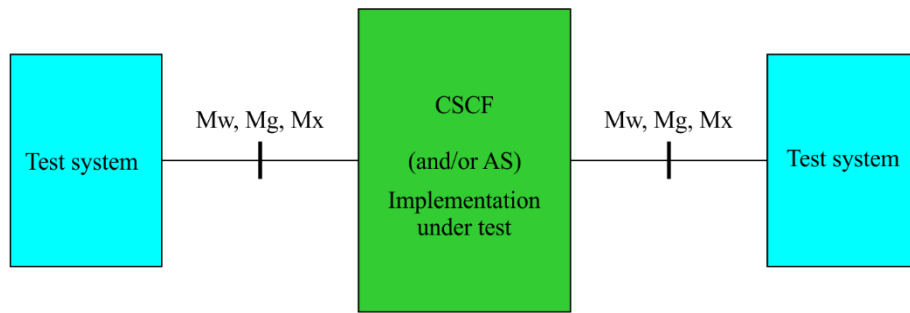 Test system
Mw, Mg, Mx
CSCF
(and/or AS)
Implementation
under test
Mw, Mg, Mx
Test system